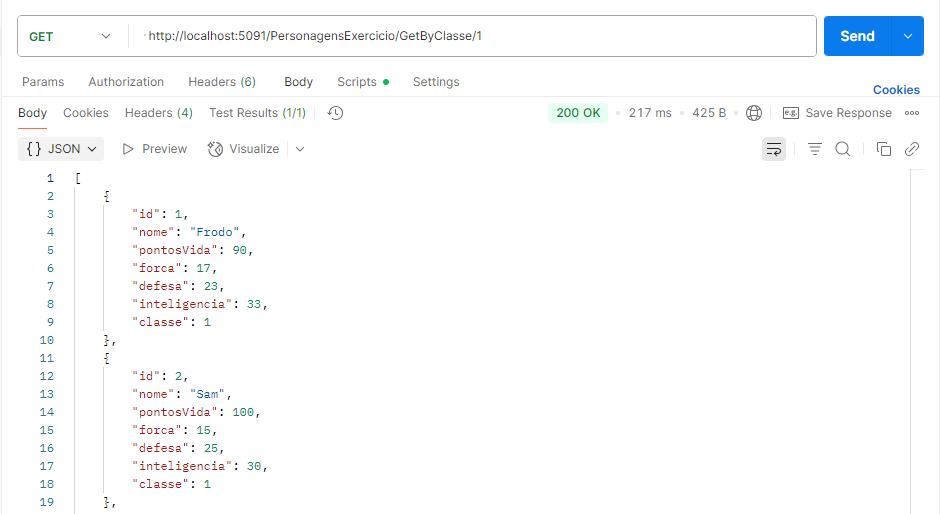 GET http://localhost:5091/PersonagensExercicio/GetByClasse/1 Send
Params Authorization Headers (6) Body Scripts Settings
Cookies
Body Cookies Headers (4) Test Results (1/1) 200 OK 217 ms 425 B e.g. Save Response
{} JSON Preview Visualize
1 [
2 {
3 "id": 1,
4 "nome": "Frodo",
5 "pontosVida": 90,
6 "forca": 17,
7 "defesa": 23,
8 "inteligencia": 33,
9 "classe": 1
10 },
11 {
12 "id": 2,
13 "nome": "Sam",
14 "pontosVida": 100,
15 "forca": 15,
16 "defesa": 25,
17 "inteligencia": 30,
18 "classe": 1
19 },